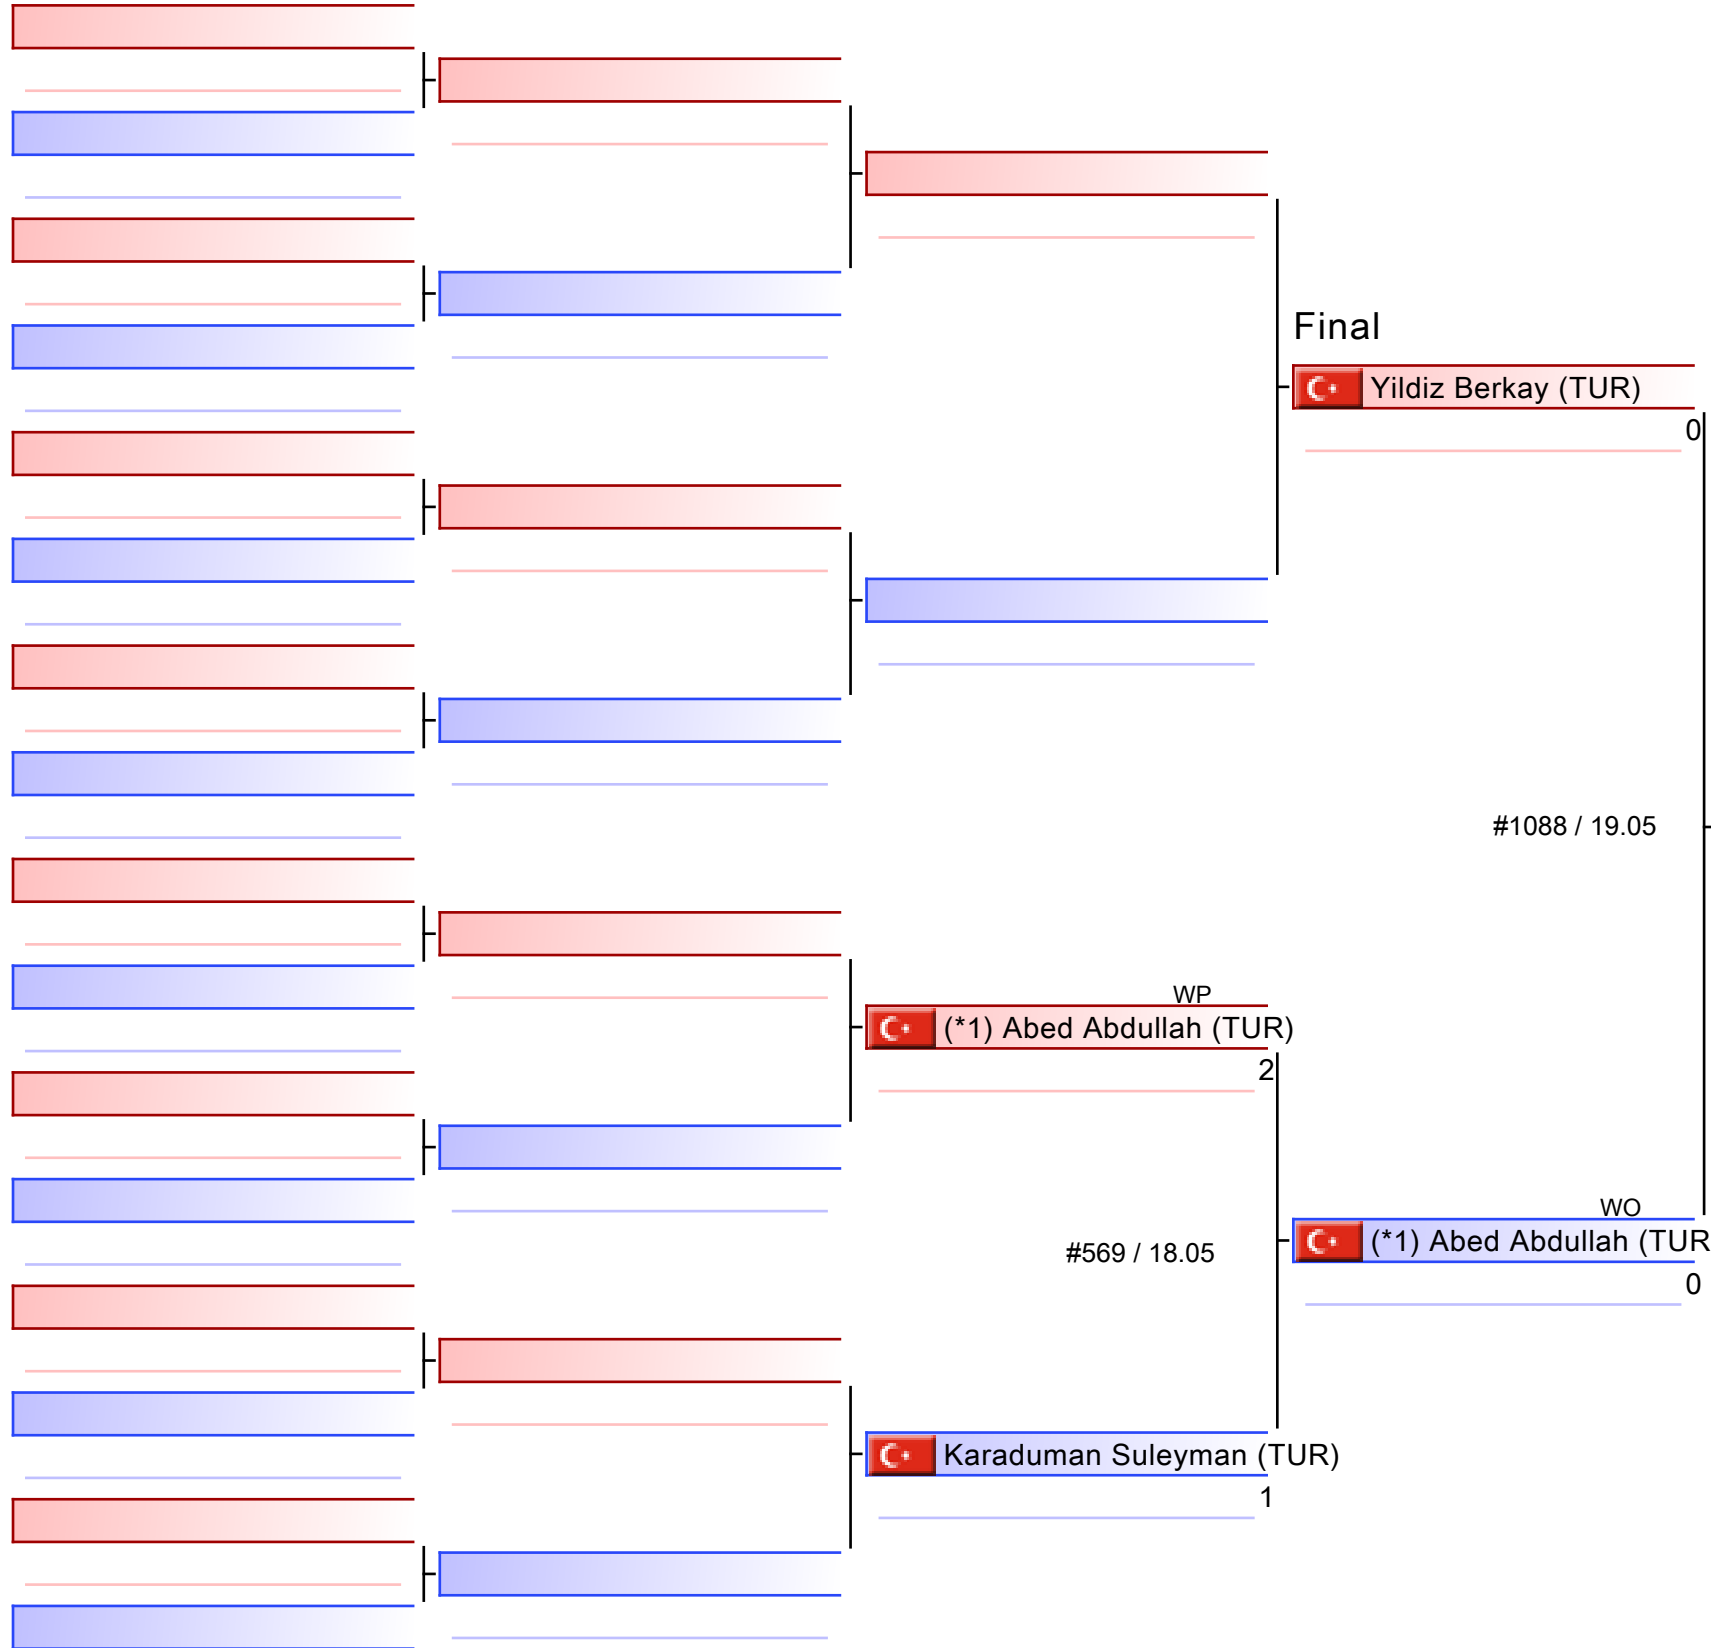 Final
Yildiz Berkay (TUR)
0
#1088 / 19.05
WP
(*1) Abed Abdullah (TUR)
2
#569 / 18.05
WO
(*1) Abed Abdullah (TUR
0
Karaduman Suleyman (TUR)
1